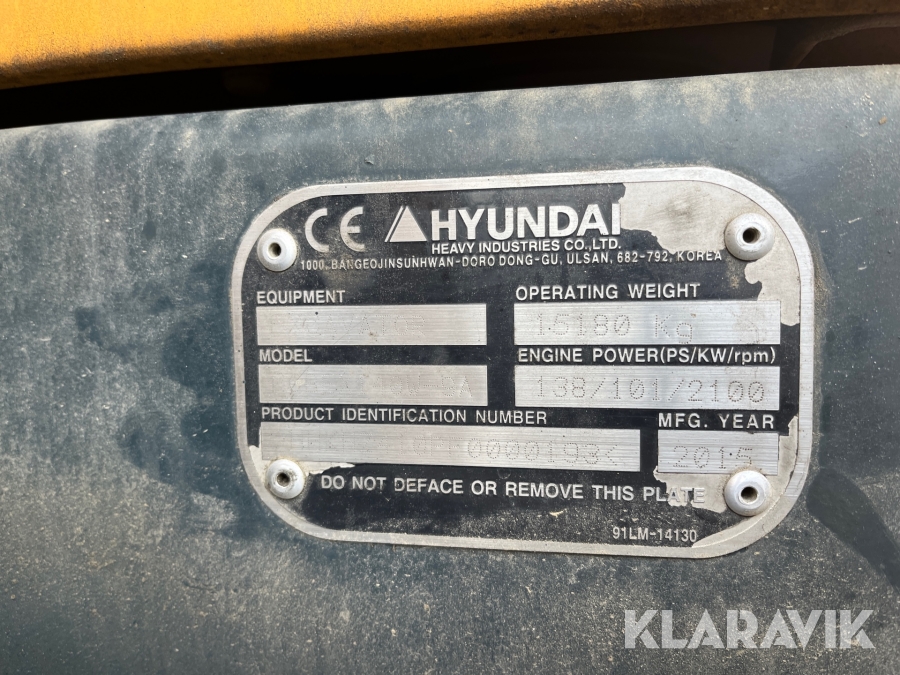 CE HYUNDAI
HEAVY INDUSTRIES CO., LTD.
1000, BANGEOJINSUNHWAN-DORO DONG-GU, ULSAN, 682-792, KOREA
EQUIPMENT
OPERATING WEIGHT
15180 Kg
MODEL
ENGINE POWER(PS/KW/rpm)
138/101/2100
PRODUCT IDENTIFICATION NUMBER
MFG. YEAR
2015
DO NOT DEFACE OR REMOVE THIS PLATE
91LM-14130
KLARAVIK